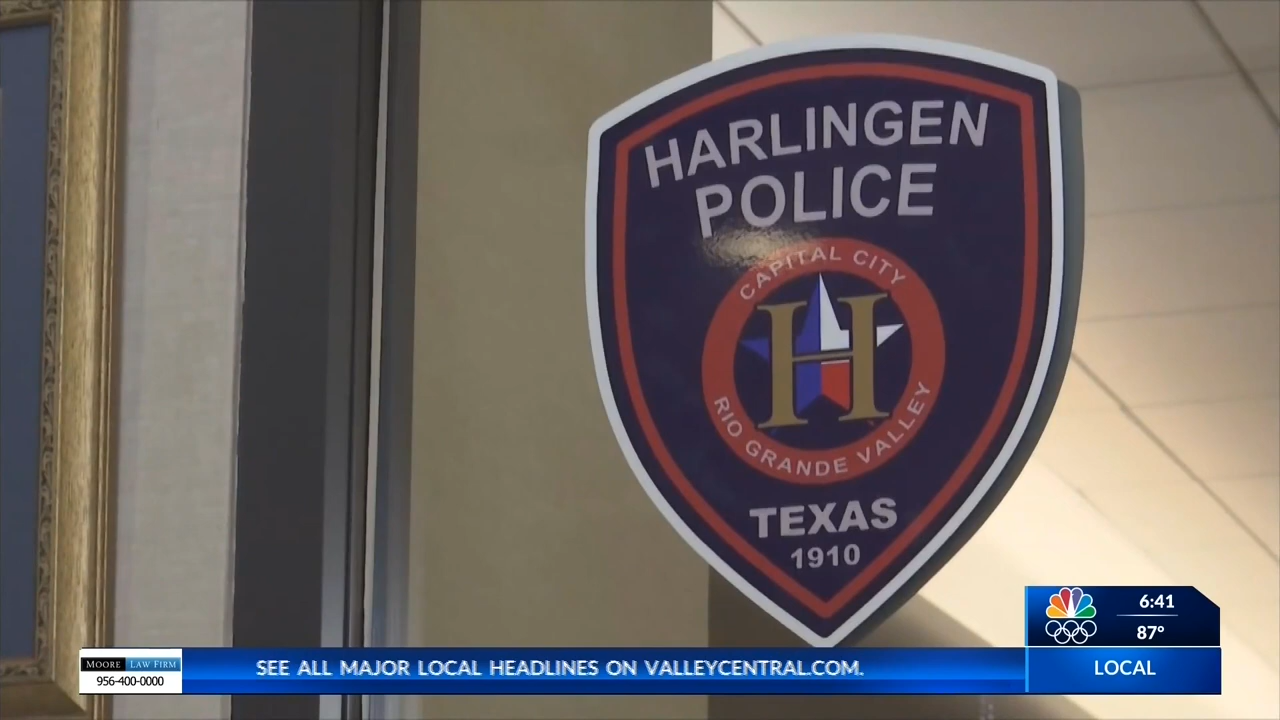 HARLINGEN
POLICE
CAPITAL CITY
H
RIO GRANDE VALLEY
TEXAS
1910
6:41
87°
LOCAL
MOORE LAW FIRM
956-400-0000
SEE ALL MAJOR LOCAL HEADLINES ON VALLEYCENTRAL.COM.